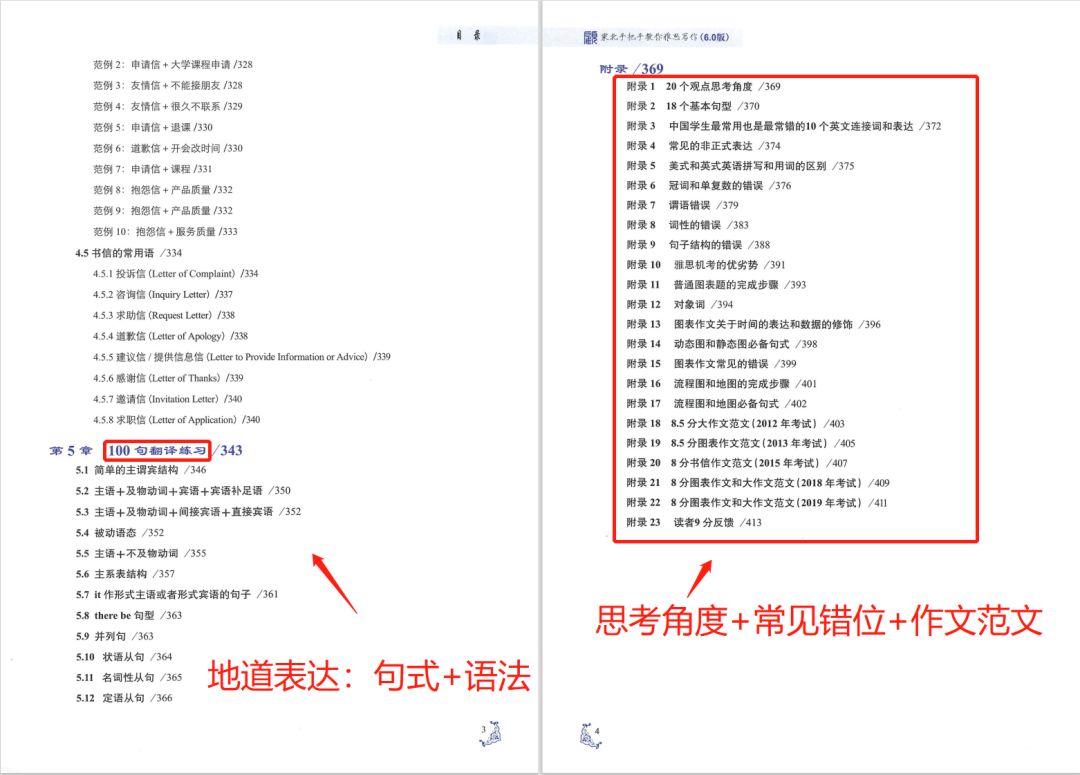 目 录
范例 2：申请信 + 大学课程申请 /328
范例 3：友情信 + 不能接朋友 /328
范例 4：友情信 + 很久不联系 /329
范例 5：申请信 + 退课 /330
范例 6：道歉信 + 开会改时间 /330
范例 7：申请信 + 课程 /331
范例 8：抱怨信 + 产品质量 /332
范例 9：抱怨信 + 产品质量 /332
范例 10：抱怨信 + 服务质量 /333
4.5 书信的常用语 /334
4.5.1 投诉信 (Letter of Complaint) /334
4.5.2 咨询信 (Inquiry Letter) /337
4.5.3 求助信 (Request Letter) /338
4.5.4 道歉信 (Letter of Apology) /338
4.5.5 建议信 / 提供信息信 (Letter to Provide Information or Advice) /339
4.5.6 感谢信 (Letter of Thanks) /339
4.5.7 邀请信 (Invitation Letter) /340
4.5.8 求职信 (Letter of Application) /340
第 5 章 100 句翻译练习 /343
5.1 简单的主谓宾结构 /346
5.2 主语＋及物动词＋宾语＋宾语补足语 /350
5.3 主语＋及物动词＋间接宾语＋直接宾语 /352
5.4 被动语态 /352
5.5 主语＋不及物动词 /355
5.6 主系表结构 /357
5.7 it 作形式主语或者形式宾语的句子 /361
5.8 there be 句型 /363
5.9 并列句 /363
5.10 状语从句 /364
5.11 名词性从句 /365
5.12 定语从句 /366
地道表达：句式+语法
3
家北手把手教你雅思写作 (6.0版)
附录 /369
附录 1 20 个观点思考角度 /369
附录 2 18 个基本句型 /370
附录 3 中国学生最常用也是最常错的10 个英文连接词和表达 /372
附录 4 常见的非正式表达 /374
附录 5 美式和英式英语拼写和用词的区别 /375
附录 6 冠词和单复数的错误 /376
附录 7 谓语错误 /379
附录 8 词性的错误 /383
附录 9 句子结构的错误 /388
附录 10 雅思机考的优劣势 /391
附录 11 普通图表题的完成步骤 /393
附录 12 对象词 /394
附录 13 图表作文关于时间的表达和数据的修饰 /396
附录 14 动态图和静态图必备句式 /398
附录 15 图表作文常见的错误 /399
附录 16 流程图和地图的完成步骤 /401
附录 17 流程图和地图必备句式 /402
附录 18 8.5 分大作文范文 (2012 年考试) /403
附录 19 8.5 分图表作文范文 (2013 年考试) /405
附录 20 8 分书信作文范文 (2015 年考试) /407
附录 21 8 分图表作文和大作文范文 (2018 年考试) /409
附录 22 8 分图表作文和大作文范文 (2019 年考试) /411
附录 23 读者9 分反馈 /413
思考角度+常见错位+作文范文
4